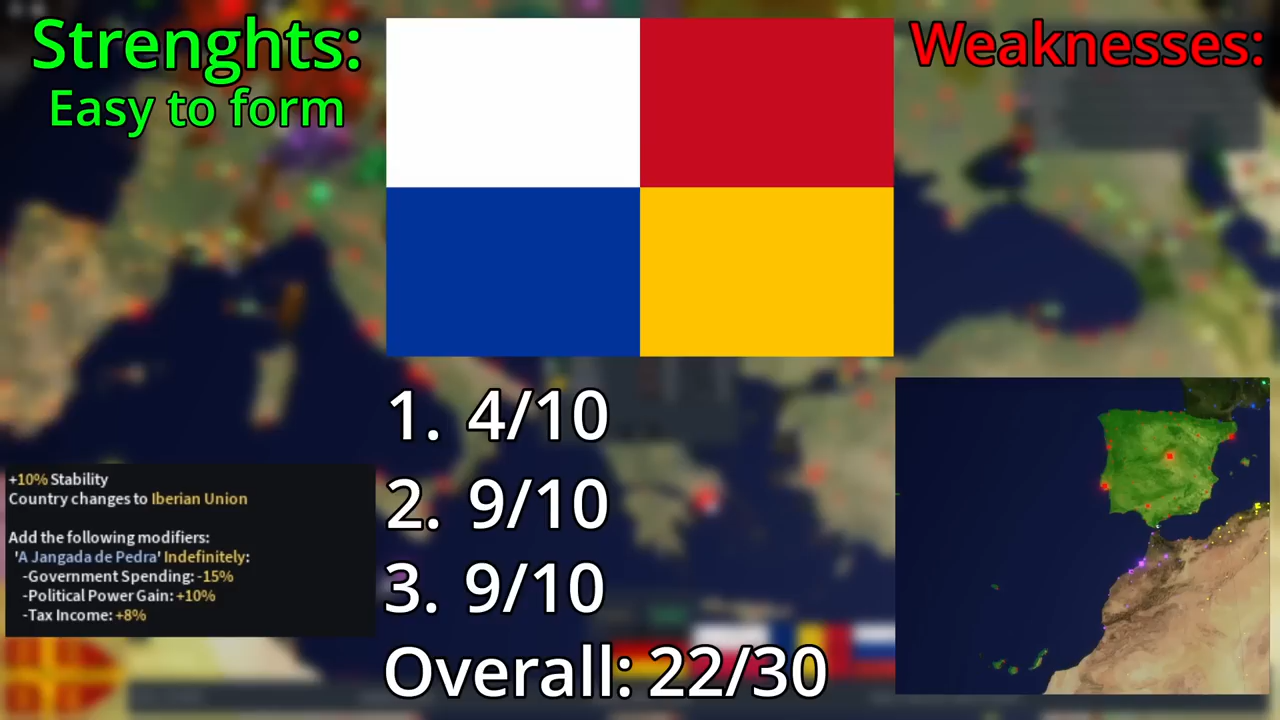 Strenghts:
Easy to form
Weaknesses:
1. 4/10
2. 9/10
3. 9/10
Overall: 22/30
+10% Stability
Country changes to Iberian Union
Add the following modifiers:
'A Jangada de Pedra' Indefinitely:
-Government Spending: -15%
-Political Power Gain: +10%
-Tax Income: +8%